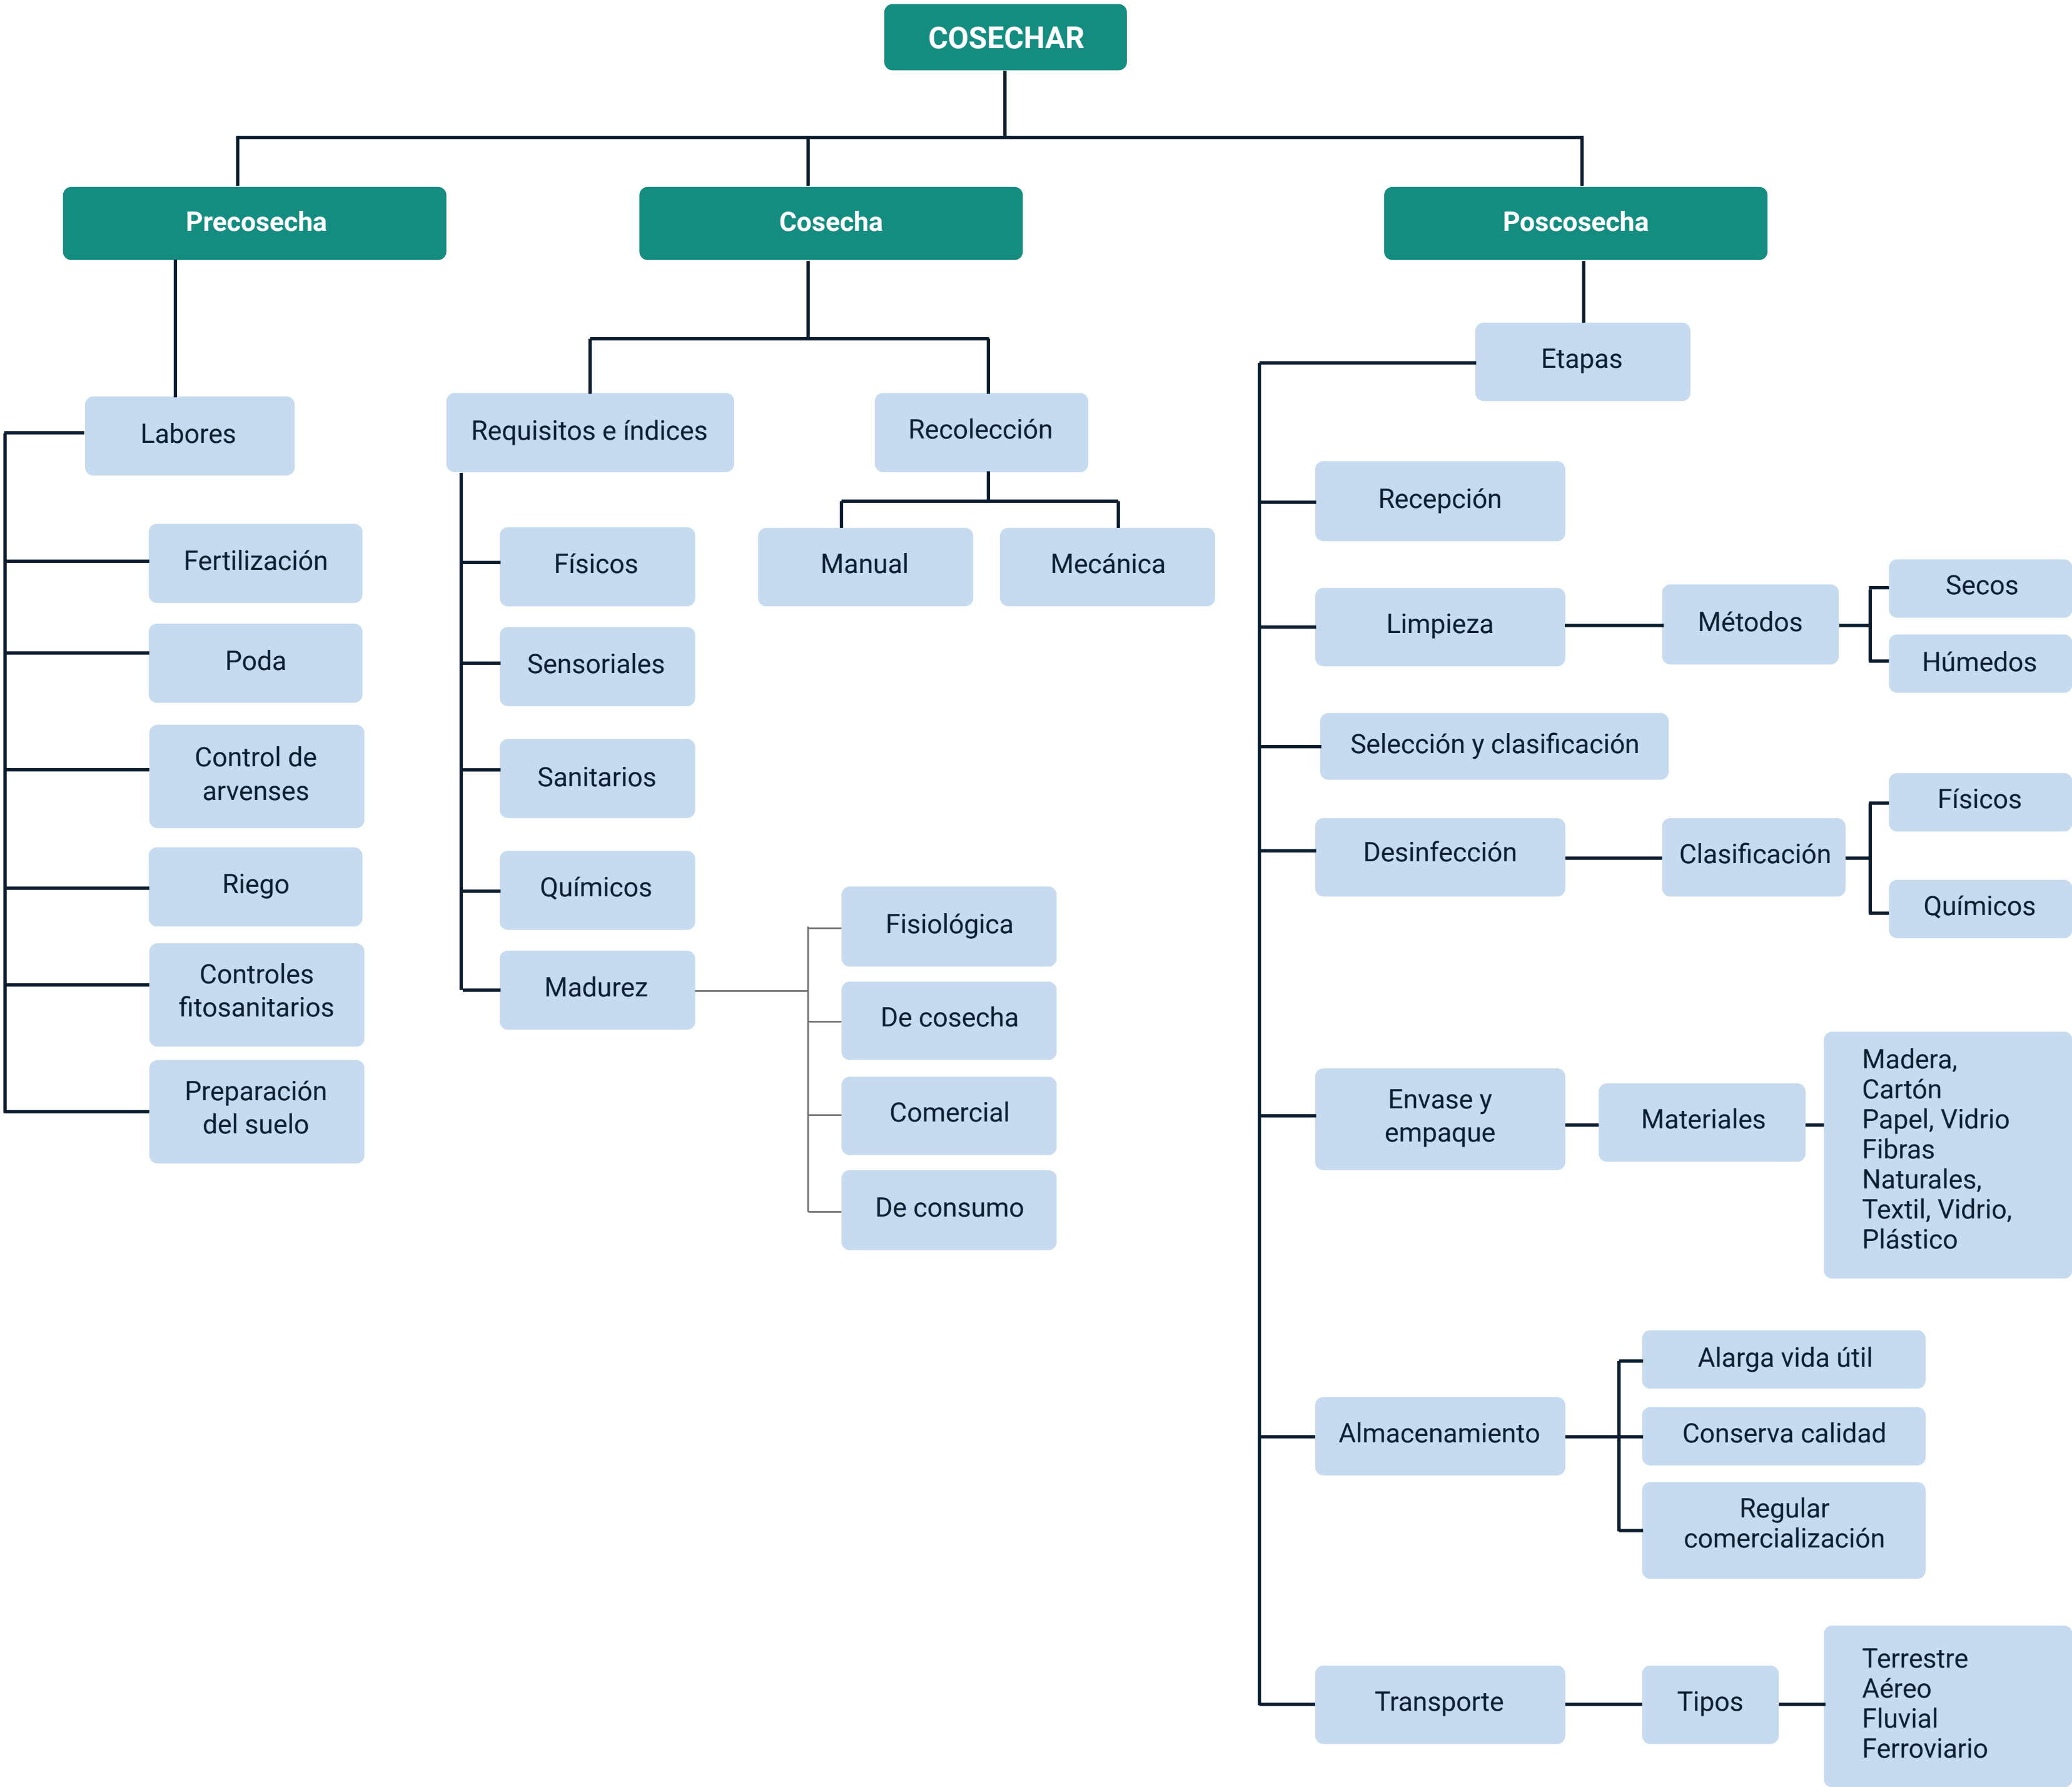 COSECHAR
Precosecha
Labores
Fertilización
Poda
Control de
arvenses
Riego
Controles
fitosanitarios
Preparación
del suelo
Cosecha
Requisitos e índices
Físicos
Sensoriales
Sanitarios
Químicos
Madurez
Fisiológica
De cosecha
Comercial
De consumo
Recolección
Manual
Mecánica
Poscosecha
Etapas
Recepción
Limpieza
Métodos
Secos
Húmedos
Selección y clasificación
Desinfección
Clasificación
Físicos
Químicos
Envase y
empaque
Materiales
Madera,
Cartón
Papel, Vidrio
Fibras
Naturales,
Textil, Vidrio,
Plástico
Almacenamiento
Alarga vida útil
Conserva calidad
Regular
comercialización
Transporte
Tipos
Terrestre
Aéreo
Fluvial
Ferroviario